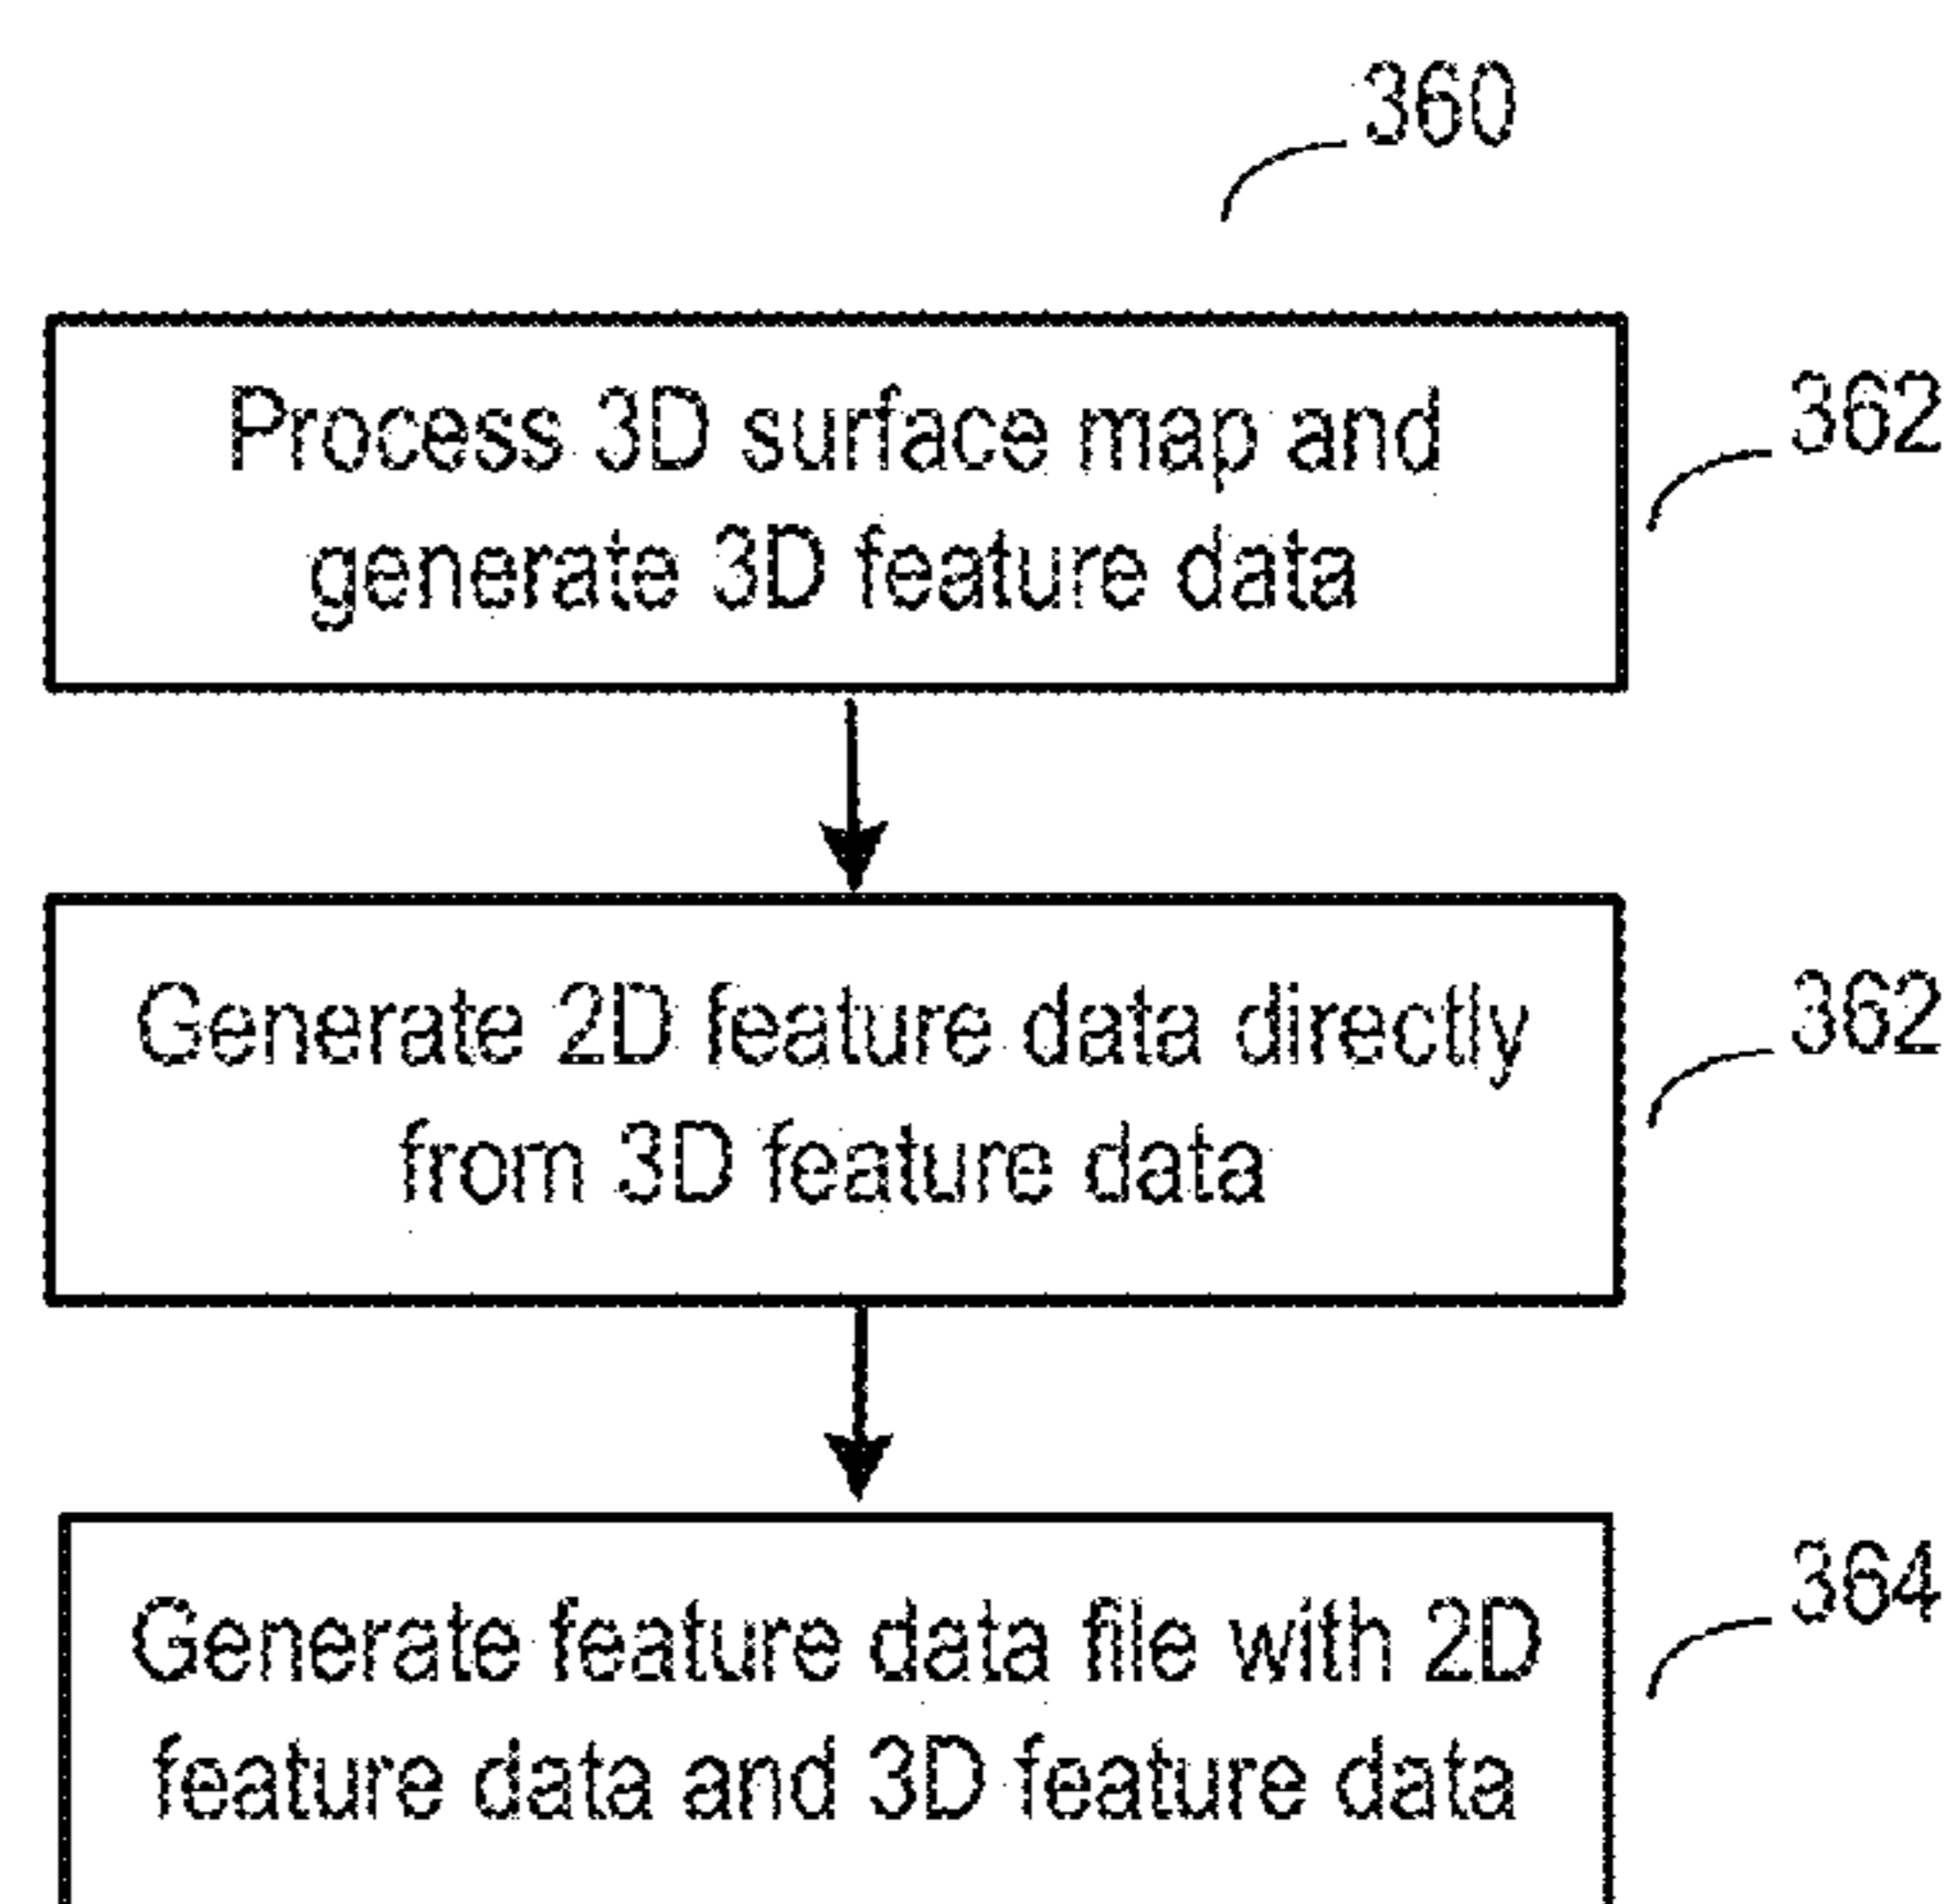 360
Process 3D surface map and
generate 3D feature data
362
Generate 2D feature data directly
from 3D feature data
362
Generate feature data file with 2D
feature data and 3D feature data
364